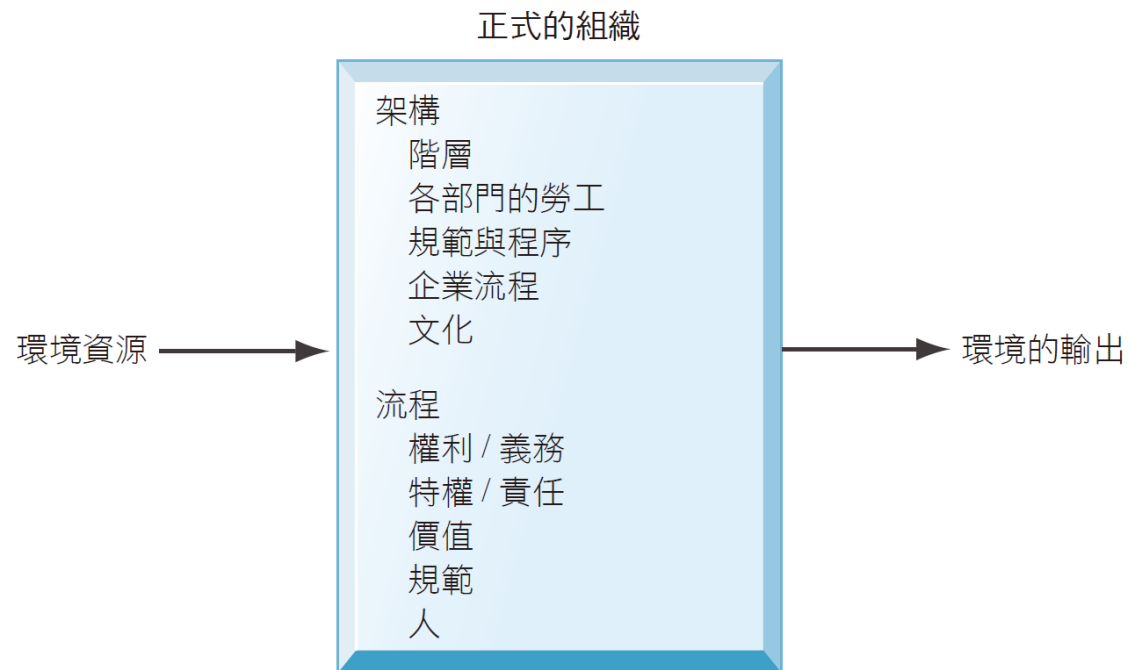 正式的組織
架構
階層
各部門的勞工
規範與程序
企業流程
文化
環境資源
環境的輸出
流程
權利 / 義務
特權 / 責任
價值
規範
人